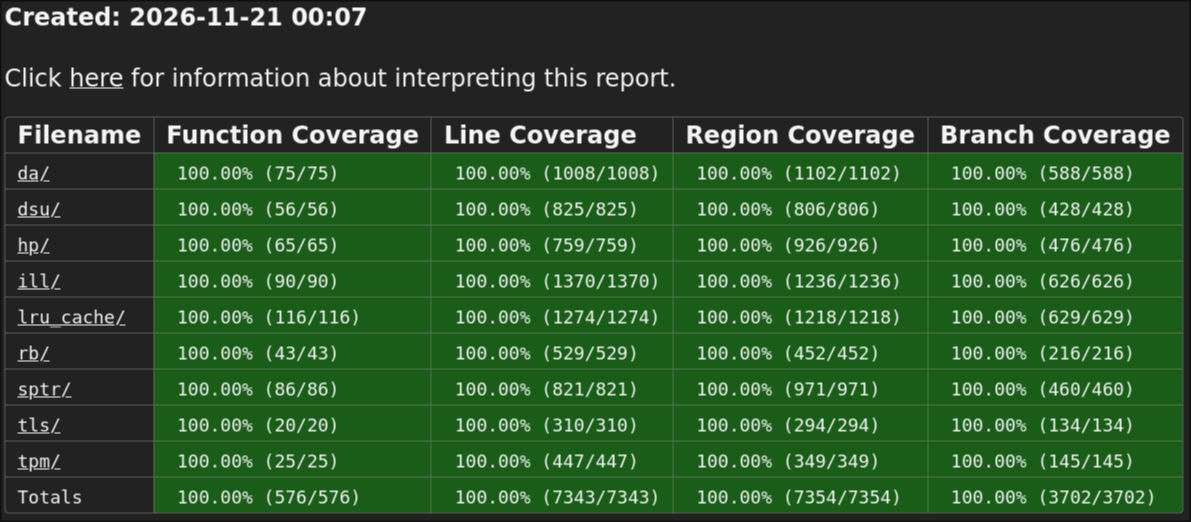 Created: 2026-11-21 00:07
Click here for information about interpreting this report.
Filename Function Coverage Line Coverage Region Coverage Branch Coverage
da/ 100.00% (75/75) 100.00% (1008/1008) 100.00% (1102/1102) 100.00% (588/588)
dsu/ 100.00% (56/56) 100.00% (825/825) 100.00% (806/806) 100.00% (428/428)
hp/ 100.00% (65/65) 100.00% (759/759) 100.00% (926/926) 100.00% (476/476)
ill/ 100.00% (90/90) 100.00% (1370/1370) 100.00% (1236/1236) 100.00% (626/626)
lru_cache/ 100.00% (116/116) 100.00% (1274/1274) 100.00% (1218/1218) 100.00% (629/629)
rb/ 100.00% (43/43) 100.00% (529/529) 100.00% (452/452) 100.00% (216/216)
sptr/ 100.00% (86/86) 100.00% (821/821) 100.00% (971/971) 100.00% (460/460)
tls/ 100.00% (20/20) 100.00% (310/310) 100.00% (294/294) 100.00% (134/134)
tpm/ 100.00% (25/25) 100.00% (447/447) 100.00% (349/349) 100.00% (145/145)
Totals 100.00% (576/576) 100.00% (7343/7343) 100.00% (7354/7354) 100.00% (3702/3702)